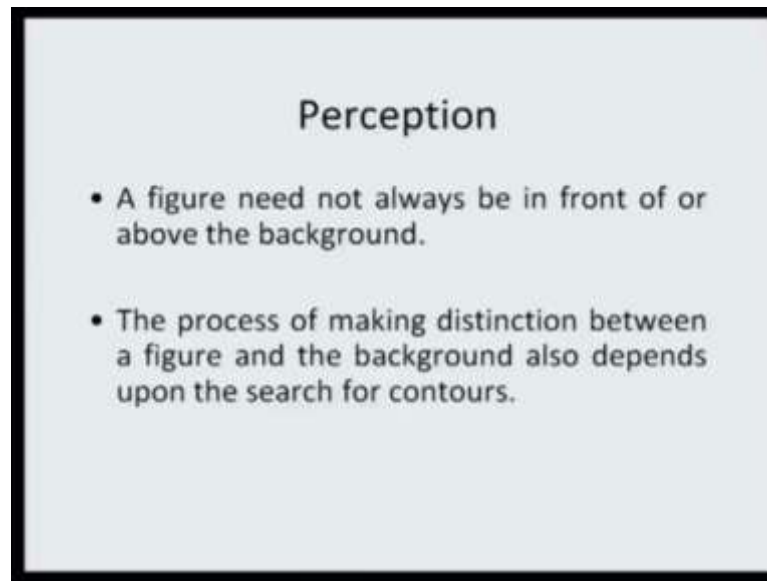 Perception
• A figure need not always be in front of or
above the background.
• The process of making distinction between
a figure and the background also depends
upon the search for contours.